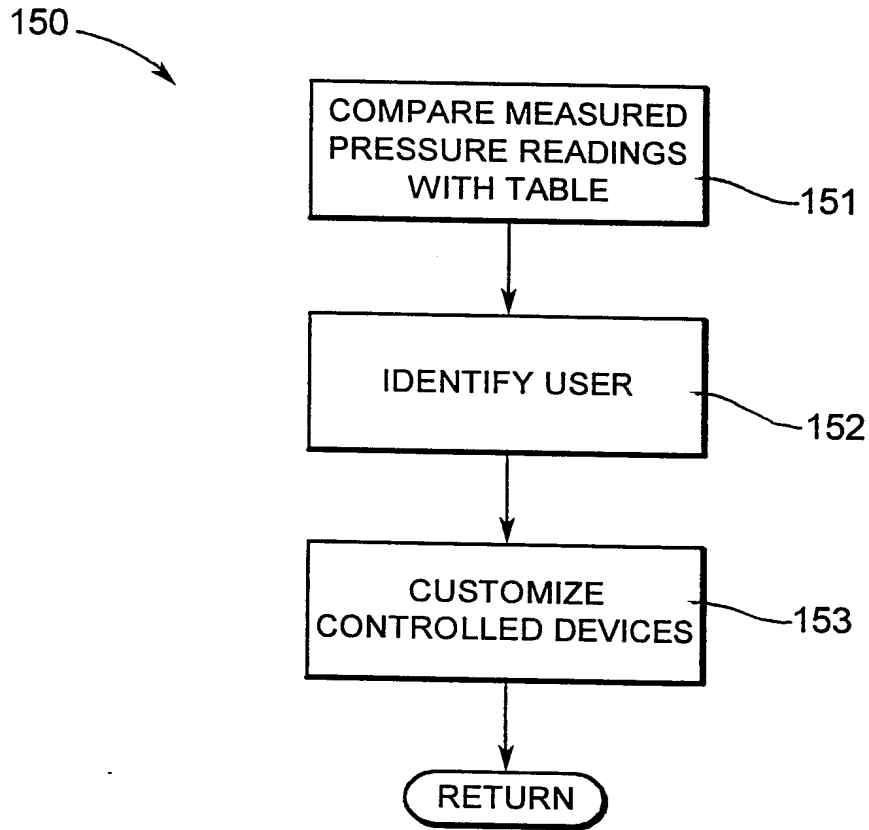 150
COMPARE MEASURED
PRESSURE READINGS
WITH TABLE
151
IDENTIFY USER
152
CUSTOMIZE
CONTROLLED DEVICES
153
RETURN